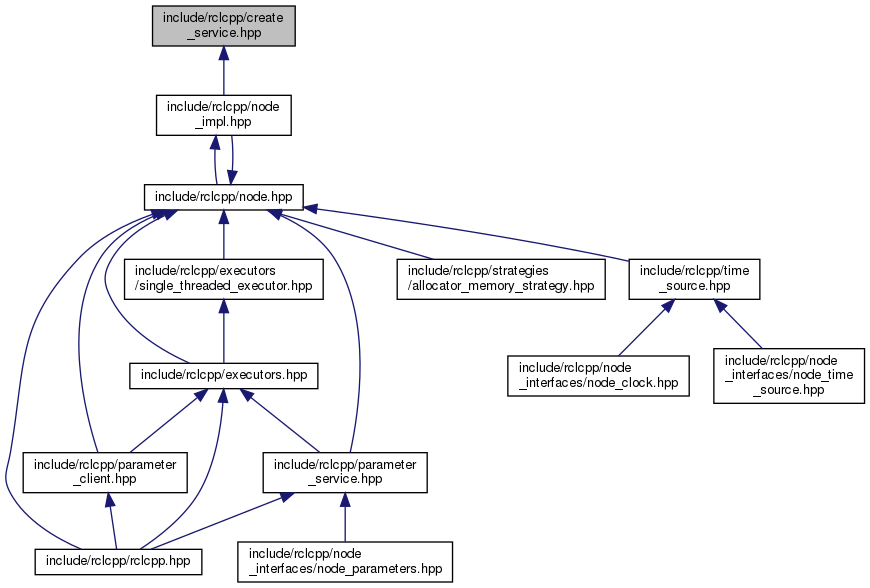 include/rclcpp/create
_service.hpp
include/rclcpp/node
_impl.hpp
include/rclcpp/node.hpp
include/rclcpp/executors
/single_threaded_executor.hpp
include/rclcpp/strategies
/allocator_memory_strategy.hpp
include/rclcpp/time
_source.hpp
include/rclcpp/executors.hpp
include/rclcpp/node
_interfaces/node_clock.hpp
include/rclcpp/node
_interfaces/node_time
_source.hpp
include/rclcpp/parameter
_client.hpp
include/rclcpp/parameter
_service.hpp
include/rclcpp/rclcpp.hpp
include/rclcpp/node
_interfaces/node_parameters.hpp